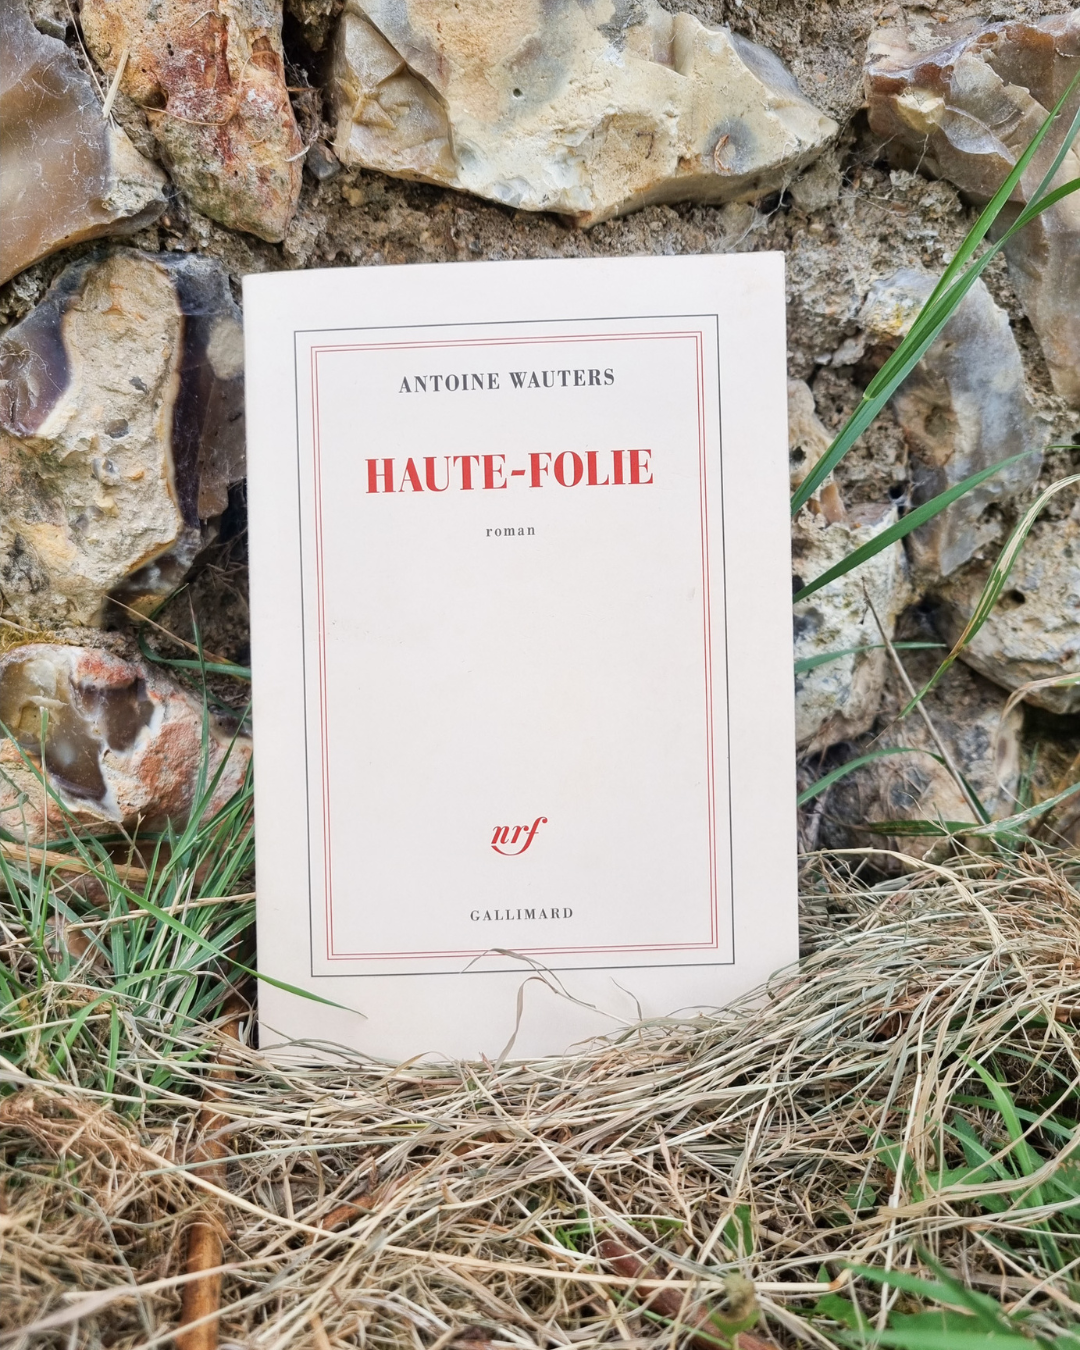 ANTOINE WAUTERS
HAUTE-FOLIE
roman
nrf
GALLIMARD